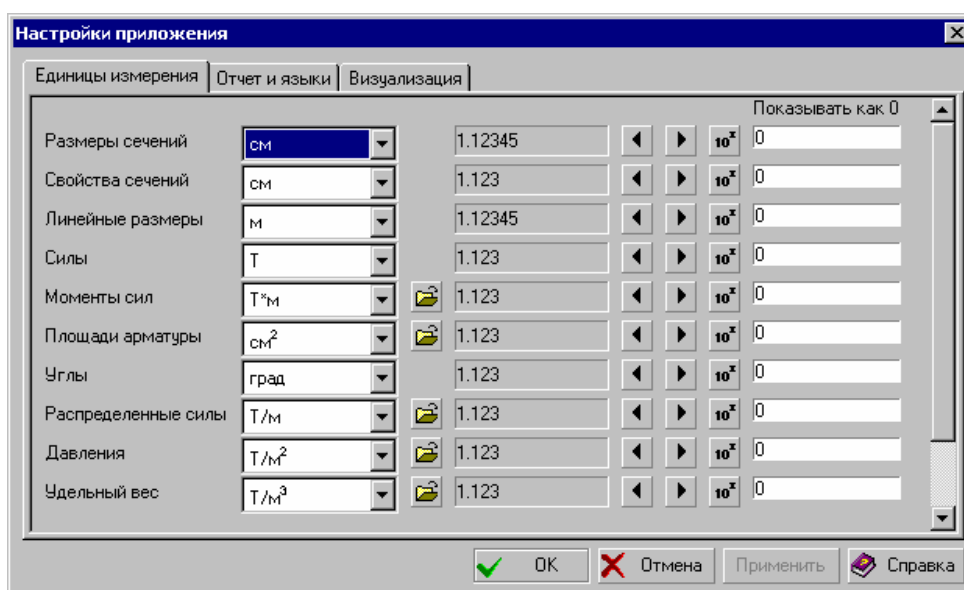 Настройки приложения
Единицы измерения Отчет и языки Визуализация
Показывать как 0
Размеры сечений см 1.12345 10ˣ 0
Свойства сечений см 1.123 10ˣ 0
Линейные размеры м 1.12345 10ˣ 0
Силы Т 1.123 10ˣ 0
Моменты сил Т*м 1.123 10ˣ 0
Площади арматуры см² 1.123 10ˣ 0
Углы град 1.123 10ˣ 0
Распределенные силы Т/м 1.123 10ˣ 0
Давления Т/м² 1.123 10ˣ 0
Удельный вес Т/м³ 1.123 10ˣ 0
OK Отмена Применить Справка